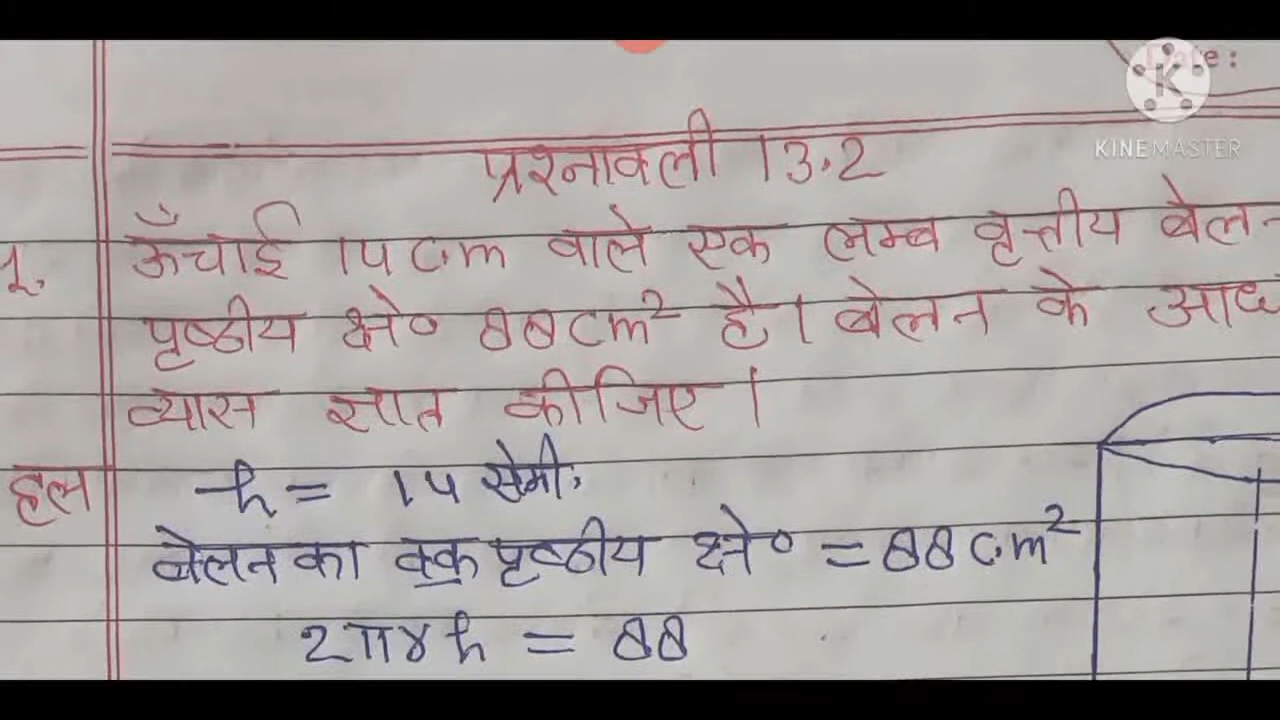 Date:
KINEMASTER
प्रश्नावली 13.2
1. ऊँचाई 14 cm वाले एक लम्ब वृत्तीय बेलन
पृष्ठीय क्षे० 88 cm² है। बेलन के
व्यास ज्ञात कीजिए।
हल h = 14 सेमी.
बेलन का वक्र पृष्ठीय क्षे० = 88 cm²
2πrh = 88